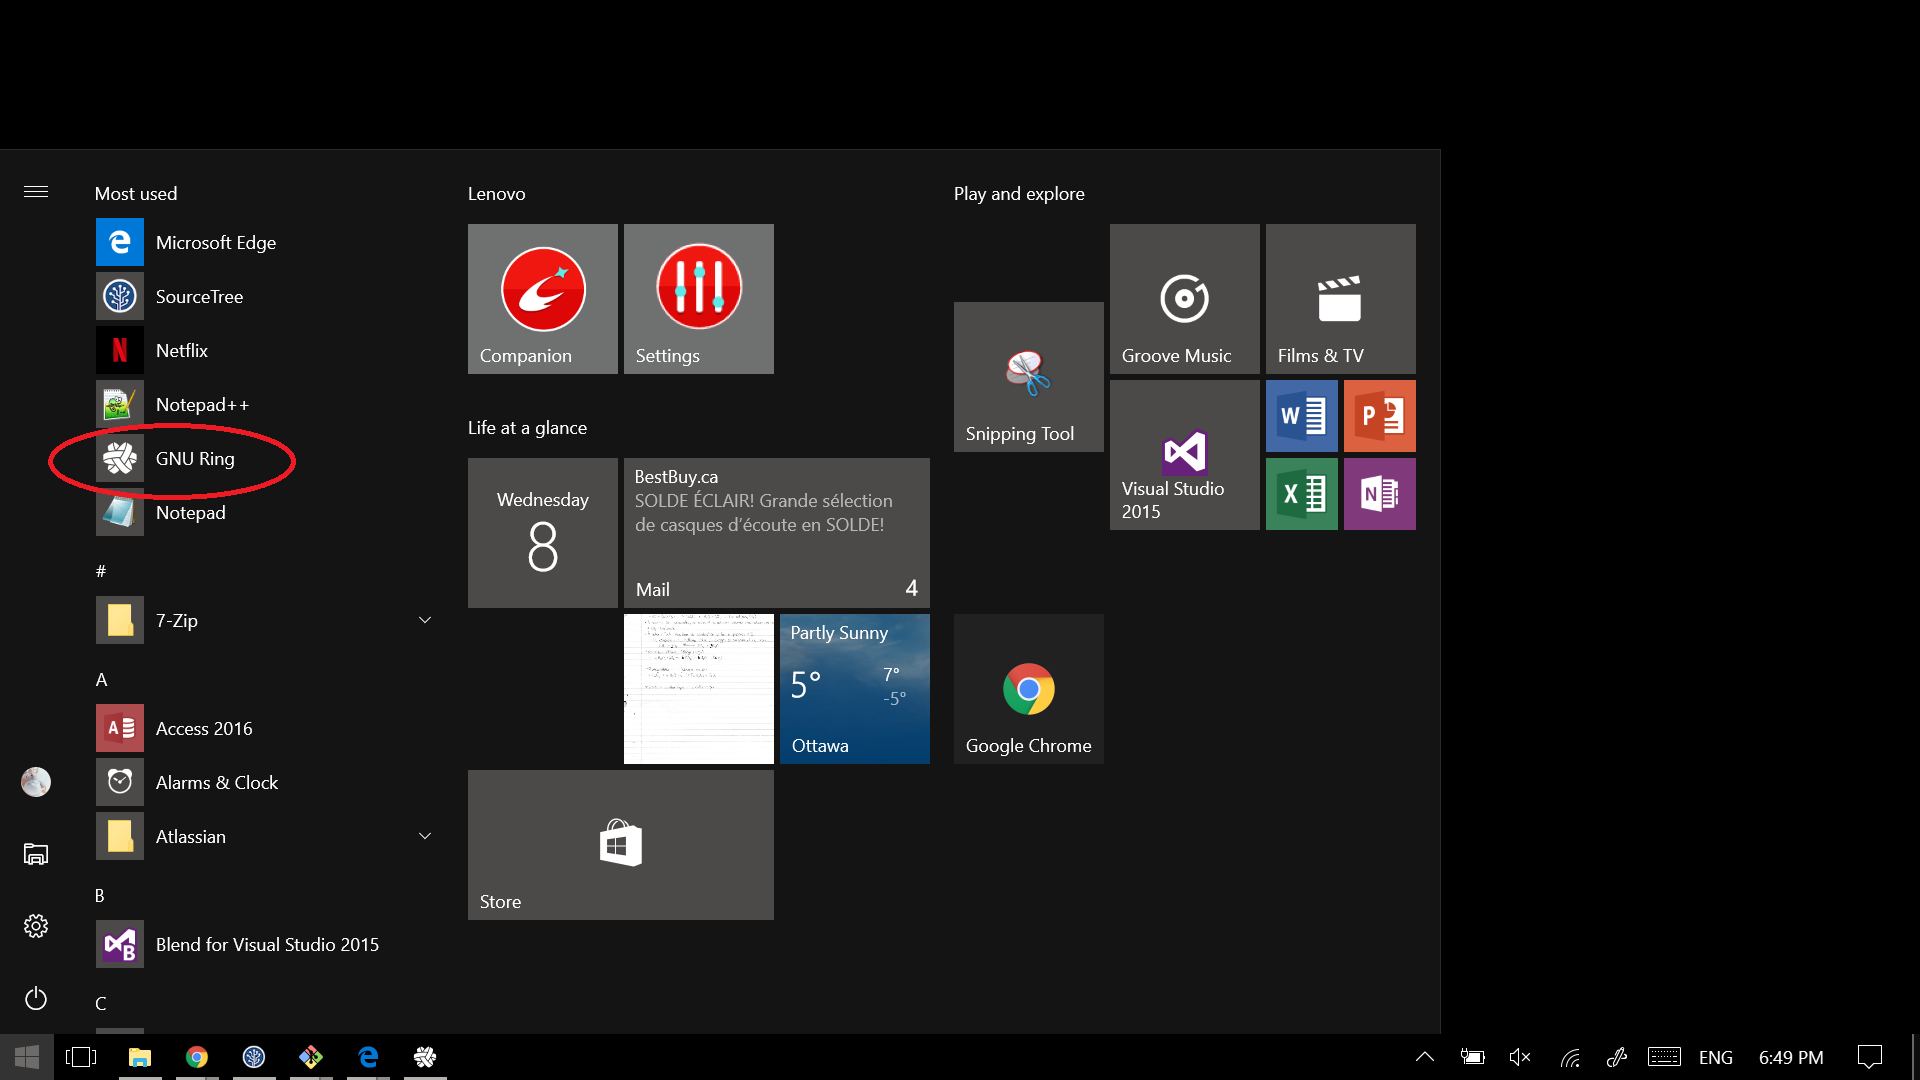 Most used
Microsoft Edge
SourceTree
Netflix
Notepad++
GNU Ring
Notepad
#
7-Zip
A
Access 2016
Alarms & Clock
Atlassian
B
Blend for Visual Studio 2015
C
Lenovo
Companion
Settings
Life at a glance
Wednesday
8
BestBuy.ca
SOLDE ÉCLAIR! Grande sélection
de casques d'écoute en SOLDE!
Mail
4
Partly Sunny
5°
7°
-5°
Ottawa
Store
Play and explore
Groove Music
Films & TV
Snipping Tool
Visual Studio
2015
Google Chrome
ENG
6:49 PM